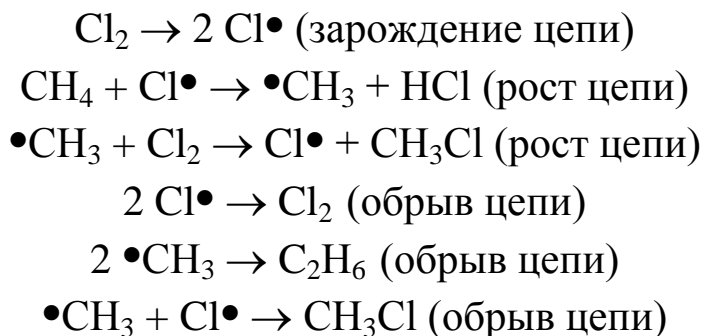 Cl₂ → 2 Cl● (зарождение цепи)
CH₄ + Cl● → ●CH₃ + HCl (рост цепи)
●CH₃ + Cl₂ → Cl● + CH₃Cl (рост цепи)
2 Cl● → Cl₂ (обрыв цепи)
2 ●CH₃ → C₂H₆ (обрыв цепи)
●CH₃ + Cl● → CH₃Cl (обрыв цепи)